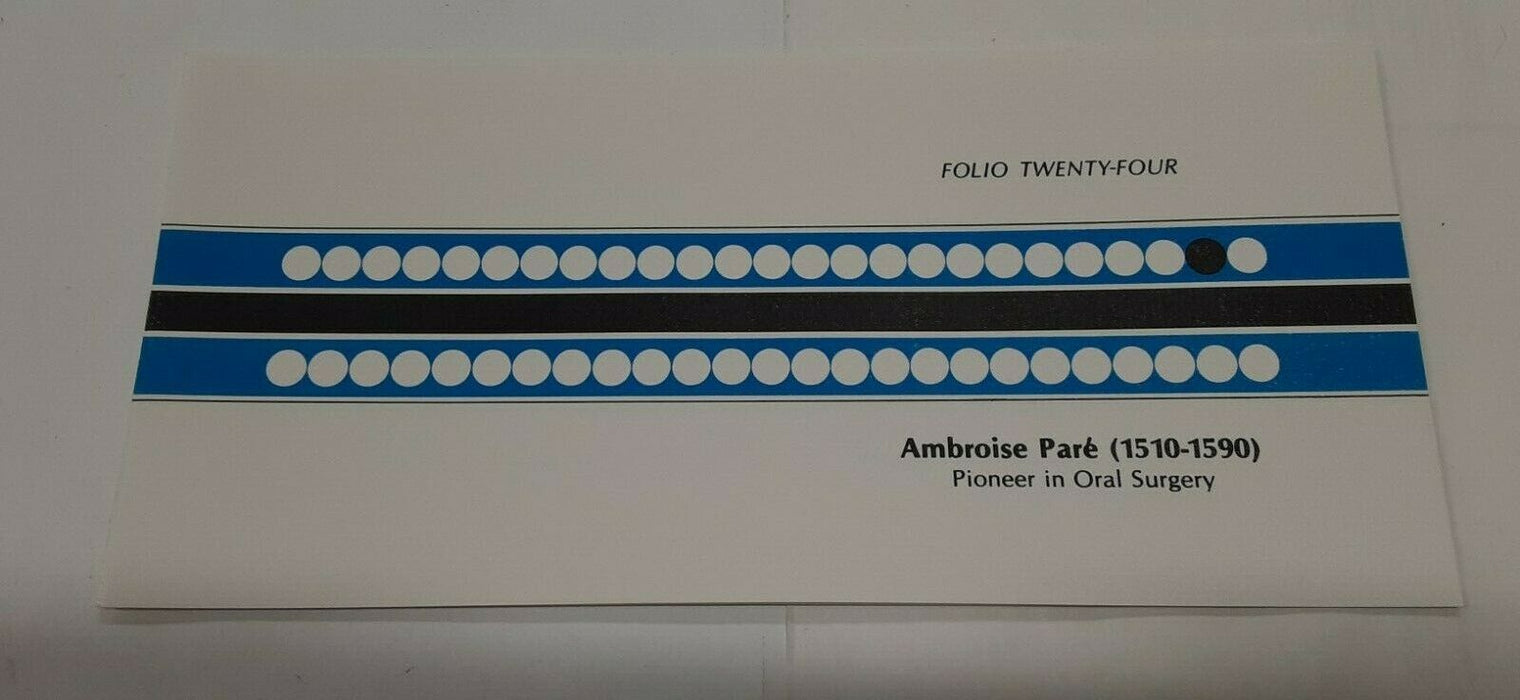 FOLIO TWENTY-FOUR
Ambroise Paré (1510-1590)
Pioneer in Oral Surgery